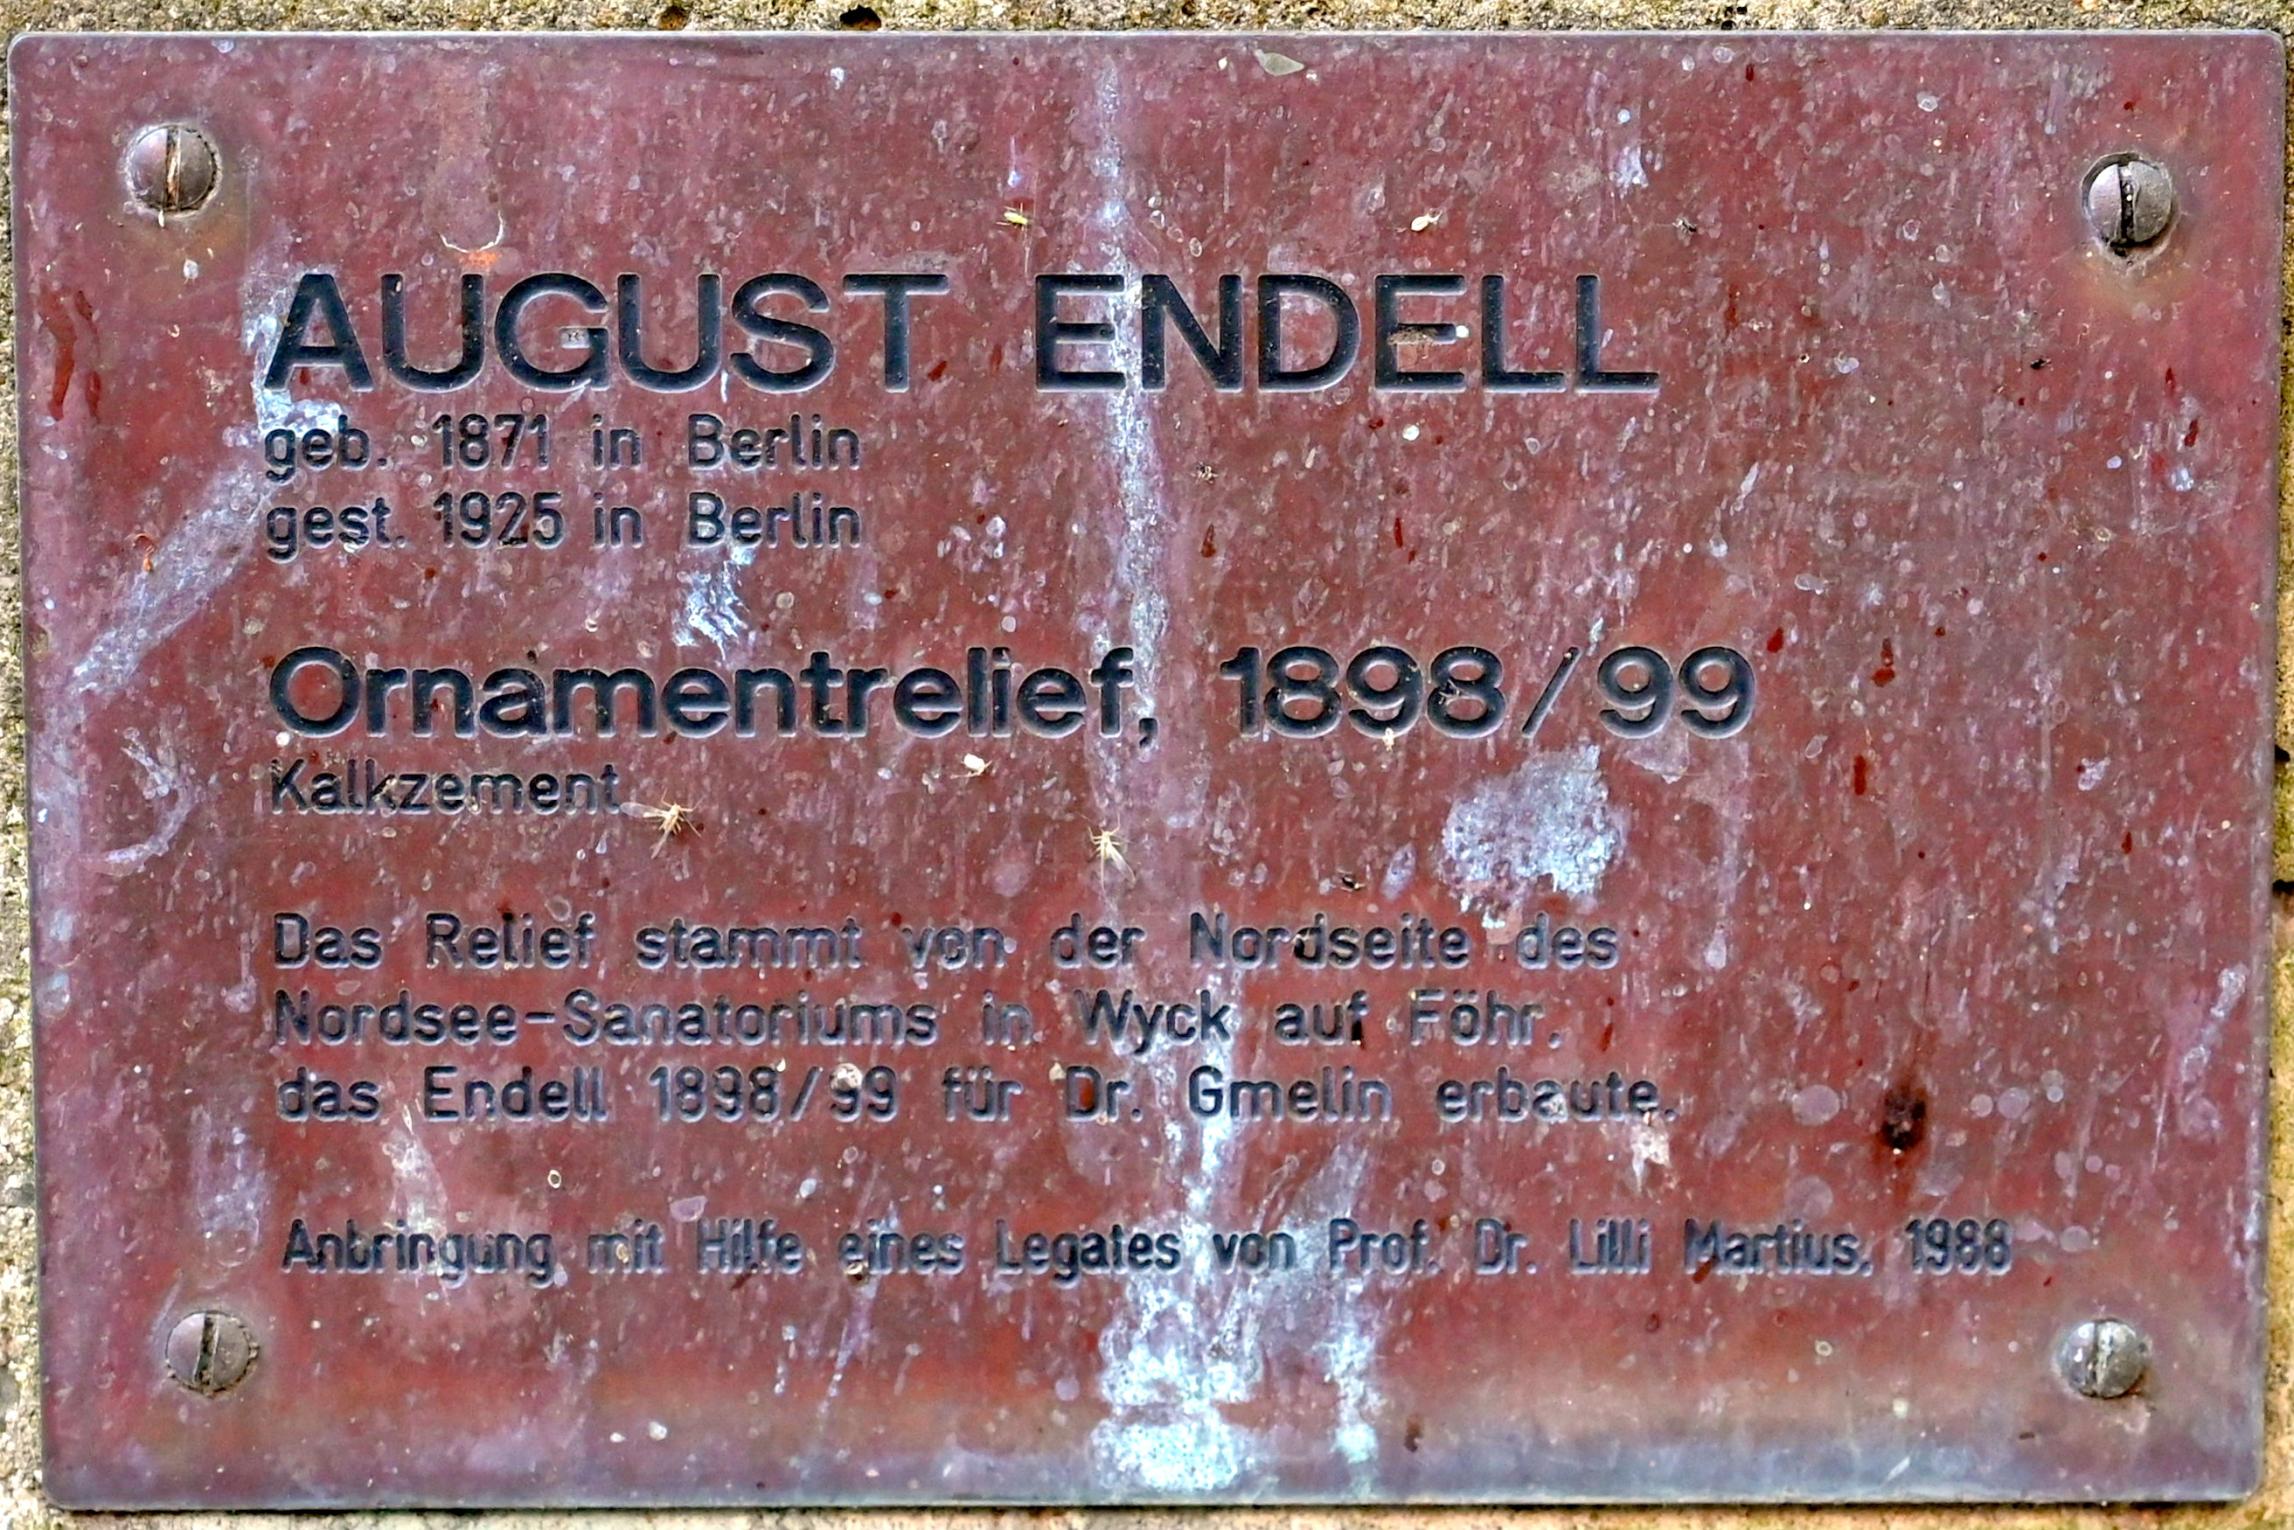 AUGUST ENDELL
geb. 1871 in Berlin
gest. 1925 in Berlin
Ornamentrelief, 1898/99
Kalkzement
Das Relief stammt von der Nordseite des
Nordsee-Sanatoriums in Wyck auf Föhr,
das Endell 1898/99 für Dr. Gmelin erbaute.
Anbringung mit Hilfe eines Legates von Prof. Dr. Lilli Martius, 1988